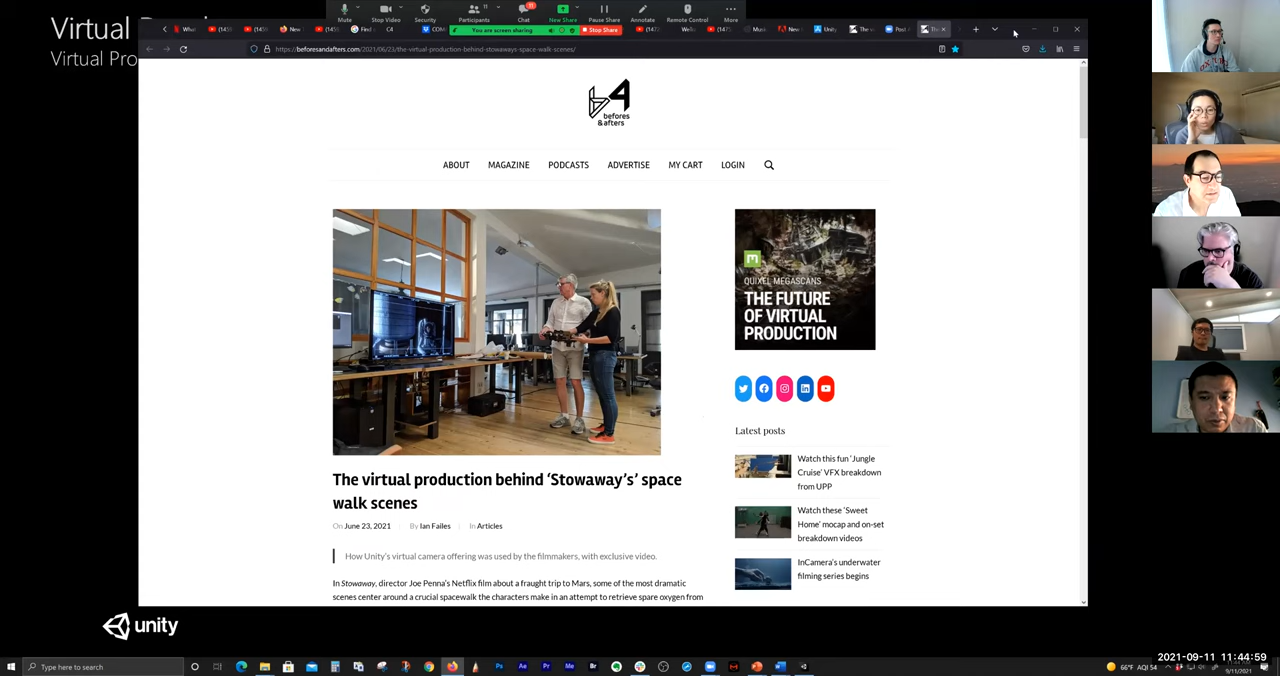 Virtual
Virtual Pro
Mute
Stop Video
Security
Participants
11
Chat
New Share
Pause Share
Annotate
Remote Control
More
You are screen sharing
Stop Share
https://beforesandafters.com/2021/06/23/the-virtual-production-behind-stowaways-space-walk-scenes/
b4
befores
& afters
ABOUT
MAGAZINE
PODCASTS
ADVERTISE
MY CART
LOGIN
QUIXEL MEGASCANS
THE FUTURE
OF VIRTUAL
PRODUCTION
Latest posts
Watch this fun ‘Jungle
Cruise’ VFX breakdown
from UPP
Watch these ‘Sweet
Home’ mocap and on-set
breakdown videos
InCamera’s underwater
filming series begins
The virtual production behind ‘Stowaway’s’ space
walk scenes
On June 23, 2021
By Ian Failes
In Articles
How Unity’s virtual camera offering was used by the filmmakers, with exclusive video.
In Stowaway, director Joe Penna’s Netflix film about a fraught trip to Mars, some of the most dramatic
scenes center around a crucial spacewalk the characters make in an attempt to retrieve spare oxygen from
unity
Type here to search
66°F AQI 54
2021-09-11 11:44:59
9/11/2021